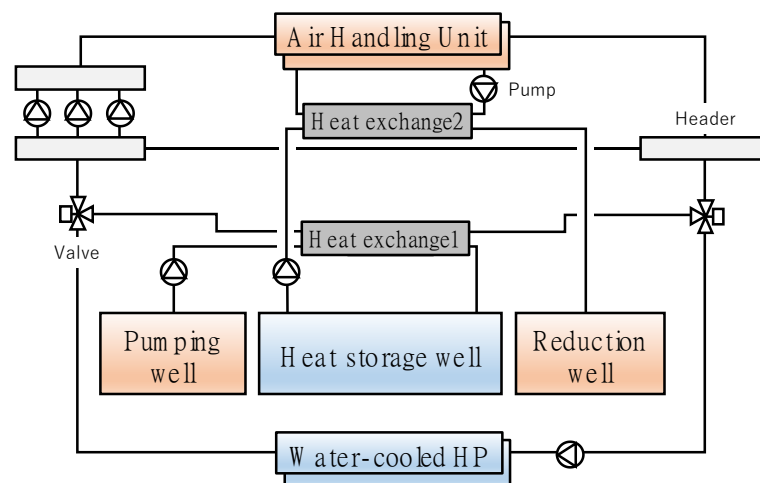 Air Handling Unit
Pump
Heat exchange2
Header
Heat exchange1
Valve
Pumping
well
Heat storage well
Reduction
well
Water-cooled HP